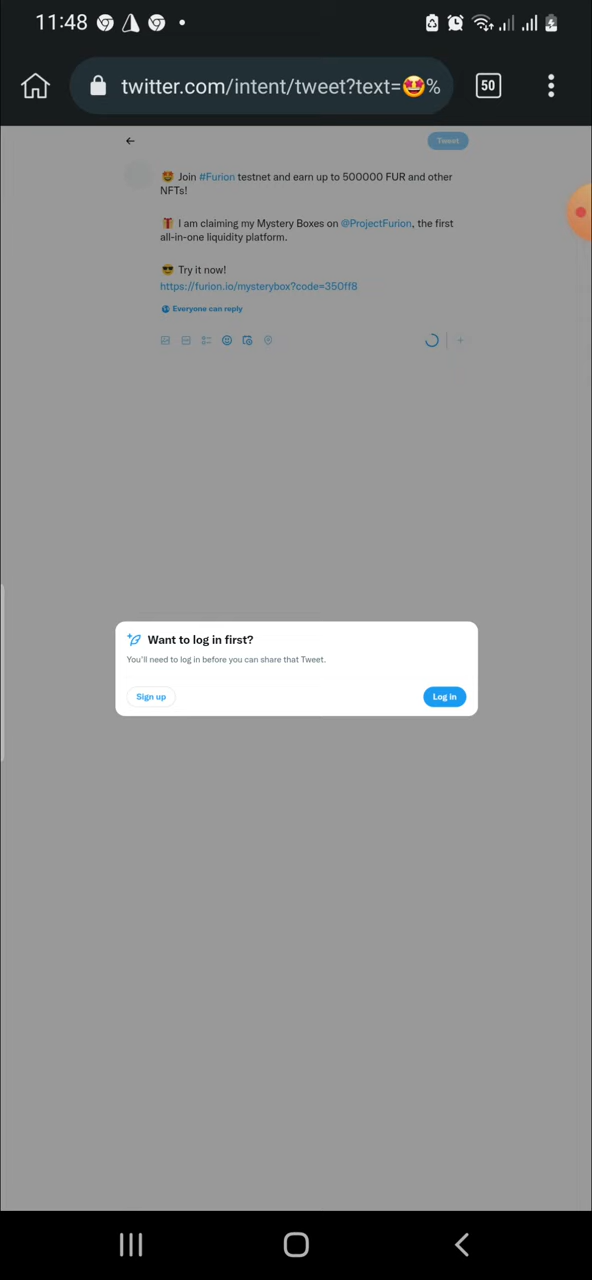 11:48
twitter.com/intent/tweet?text=🤩%
50
Tweet
🤩 Join #Furion testnet and earn up to 500000 FUR and other
NFTs!
🎁 I am claiming my Mystery Boxes on @ProjectFurion, the first
all-in-one liquidity platform.
😎 Try it now!
https://furion.io/mysterybox?code=350ff8
Everyone can reply
Want to log in first?
You'll need to log in before you can share that Tweet.
Sign up
Log in